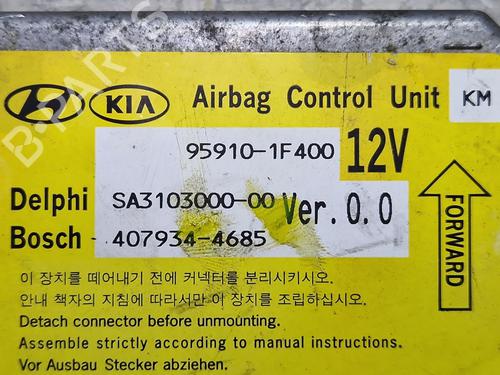 KIA Airbag Control Unit KM
95910-1F400 12V
Delphi SA3103000-00 Ver.0.0
Bosch 407934-4685
FORWARD
이 장치를 떼어내기 전에 커넥터를 분리시키시오.
안내 책자의 지침에 따라서만 이 장치를 조립하십시오.
Detach connector before unmounting.
Assemble strictly according to manual instructions.
Vor Ausbau Stecker abziehen.